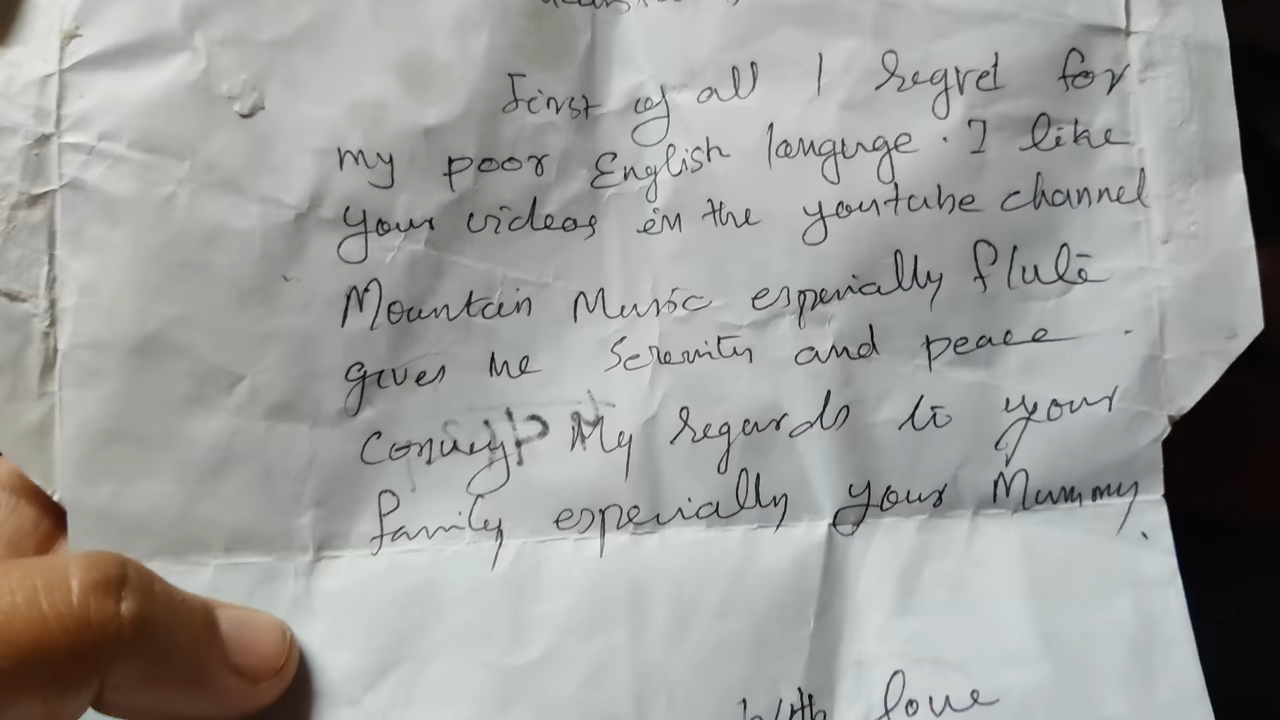 First of all I regret for
my poor English languge. I like
your videos in the youtube channel
Mountain Music especially flute
gives me serenity and peace.
Convey My regards to your
family especially your Mummy.
With love